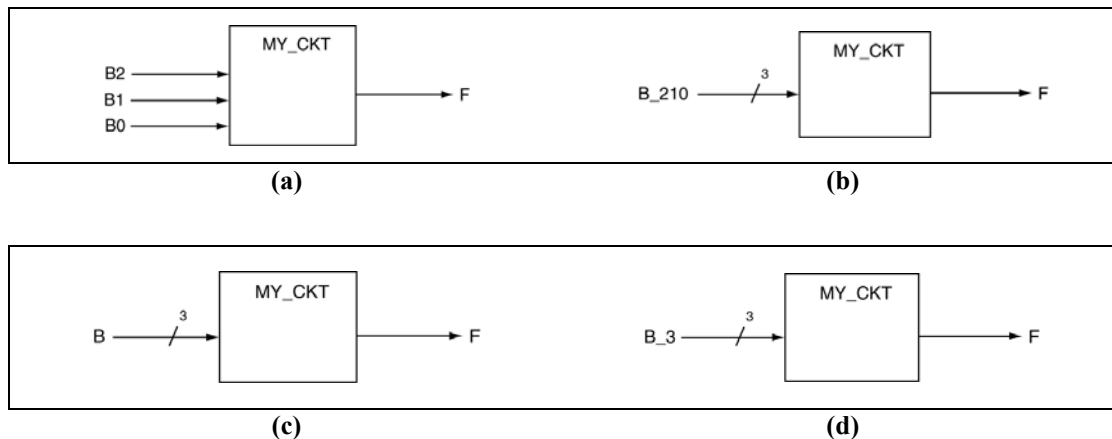 MY_CKT
B2
B1
B0
F
(a)
MY_CKT
3
B_210
F
(b)
MY_CKT
3
B
F
(c)
MY_CKT
3
B_3
F
(d)